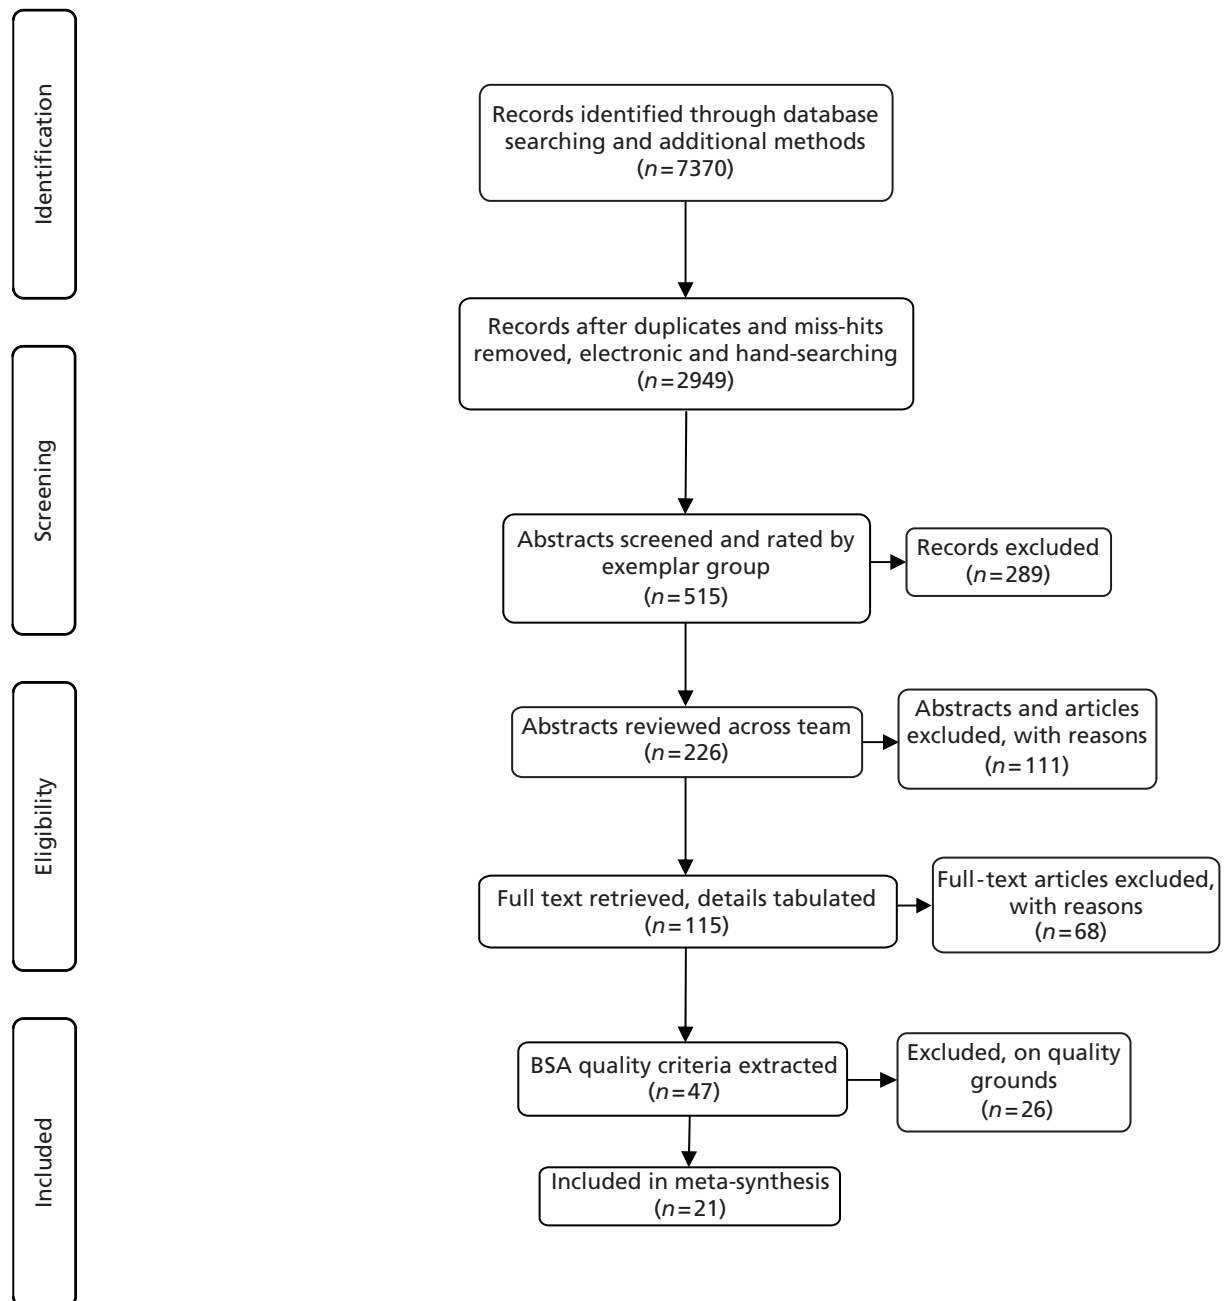 Identification
Records identified through database
searching and additional methods
(n=7370)
Records after duplicates and miss-hits
removed, electronic and hand-searching
(n=2949)
Screening
Abstracts screened and rated by
exemplar group
(n=515)
Records excluded
(n=289)
Eligibility
Abstracts reviewed across team
(n=226)
Abstracts and articles
excluded, with reasons
(n=111)
Full text retrieved, details tabulated
(n=115)
Full-text articles excluded,
with reasons
(n=68)
Included
BSA quality criteria extracted
(n=47)
Excluded, on quality
grounds
(n=26)
Included in meta-synthesis
(n=21)